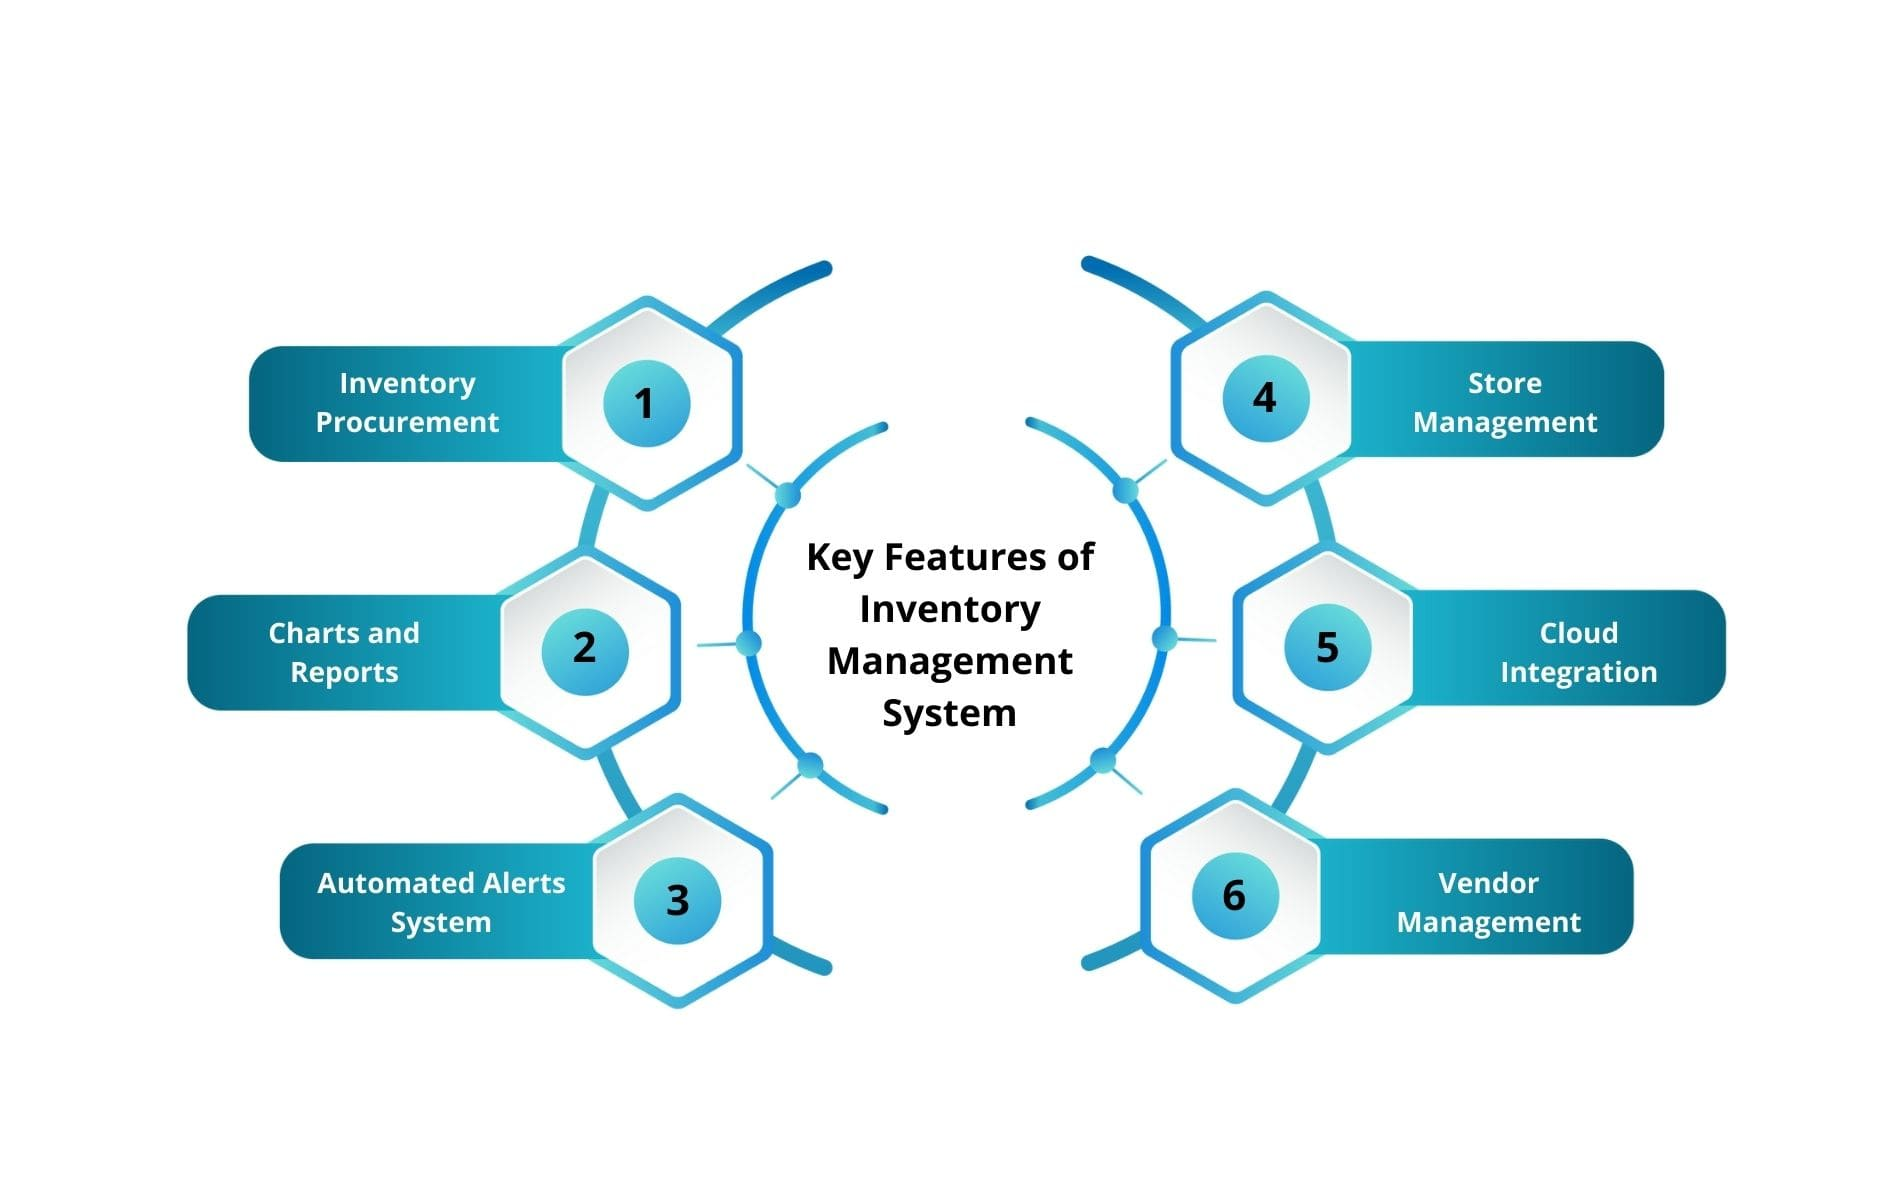 Key Features of
Inventory
Management
System
1
Inventory
Procurement
2
Charts and
Reports
3
Automated Alerts
System
4
Store
Management
5
Cloud
Integration
6
Vendor
Management